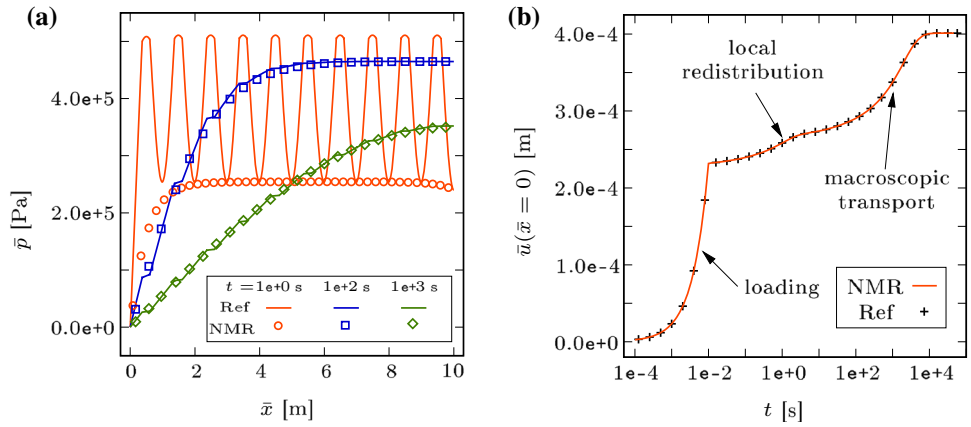 (a)
p̄ [Pa]
4.0e+5
2.0e+5
0.0e+0
t = 1e+0 s 1e+2 s 1e+3 s
Ref
NMR
0 2 4 6 8 10
x̄ [m]
(b)
ū(x̄ = 0) [m]
4.0e-4
3.0e-4
2.0e-4
1.0e-4
0.0e+0
local
redistribution
macroscopic
transport
loading
NMR
Ref
1e-4 1e-2 1e+0 1e+2 1e+4
t [s]